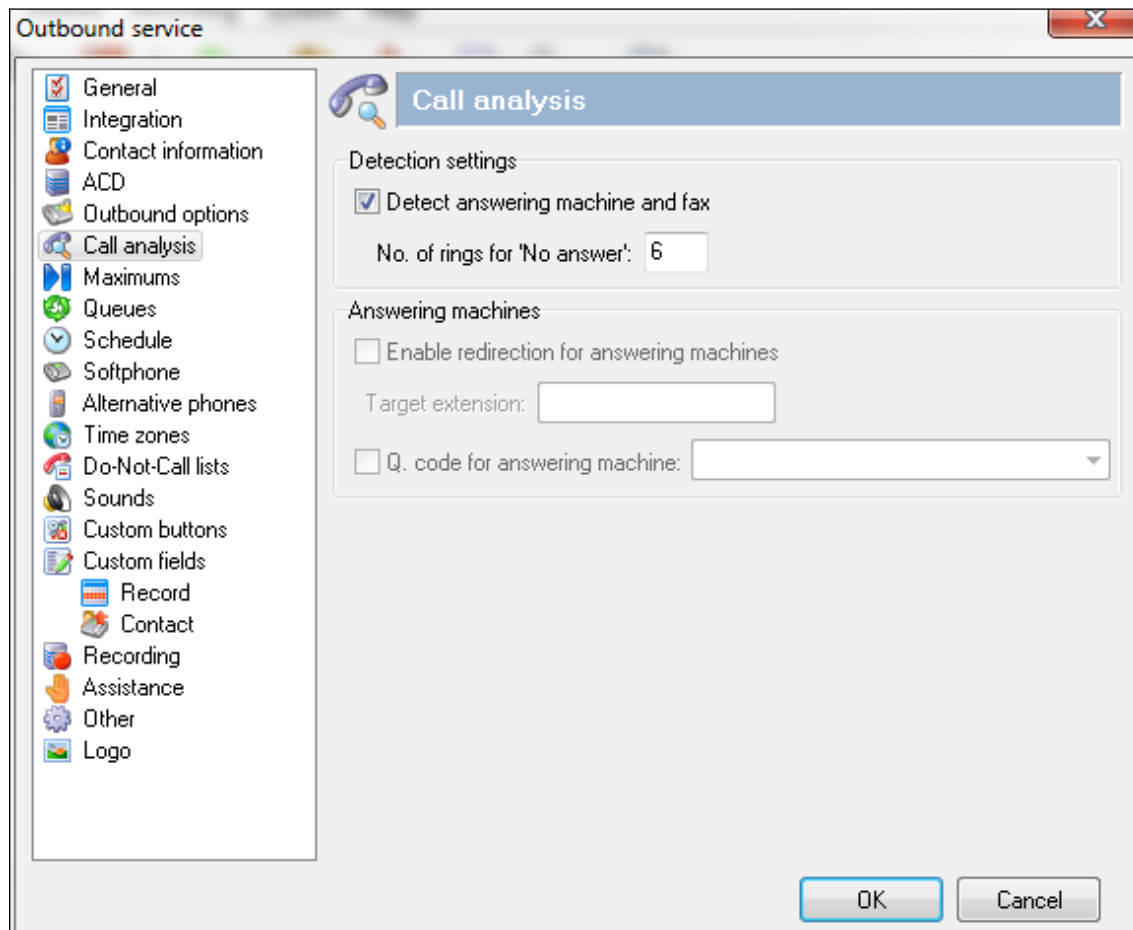 Outbound service
General
Integration
Contact information
ACD
Outbound options
Call analysis
Maximums
Queues
Schedule
Softphone
Alternative phones
Time zones
Do-Not-Call lists
Sounds
Custom buttons
Custom fields
Record
Contact
Recording
Assistance
Other
Logo
Call analysis
Detection settings
Detect answering machine and fax
No. of rings for 'No answer': 6
Answering machines
Enable redirection for answering machines
Target extension:
Q. code for answering machine:
OK Cancel